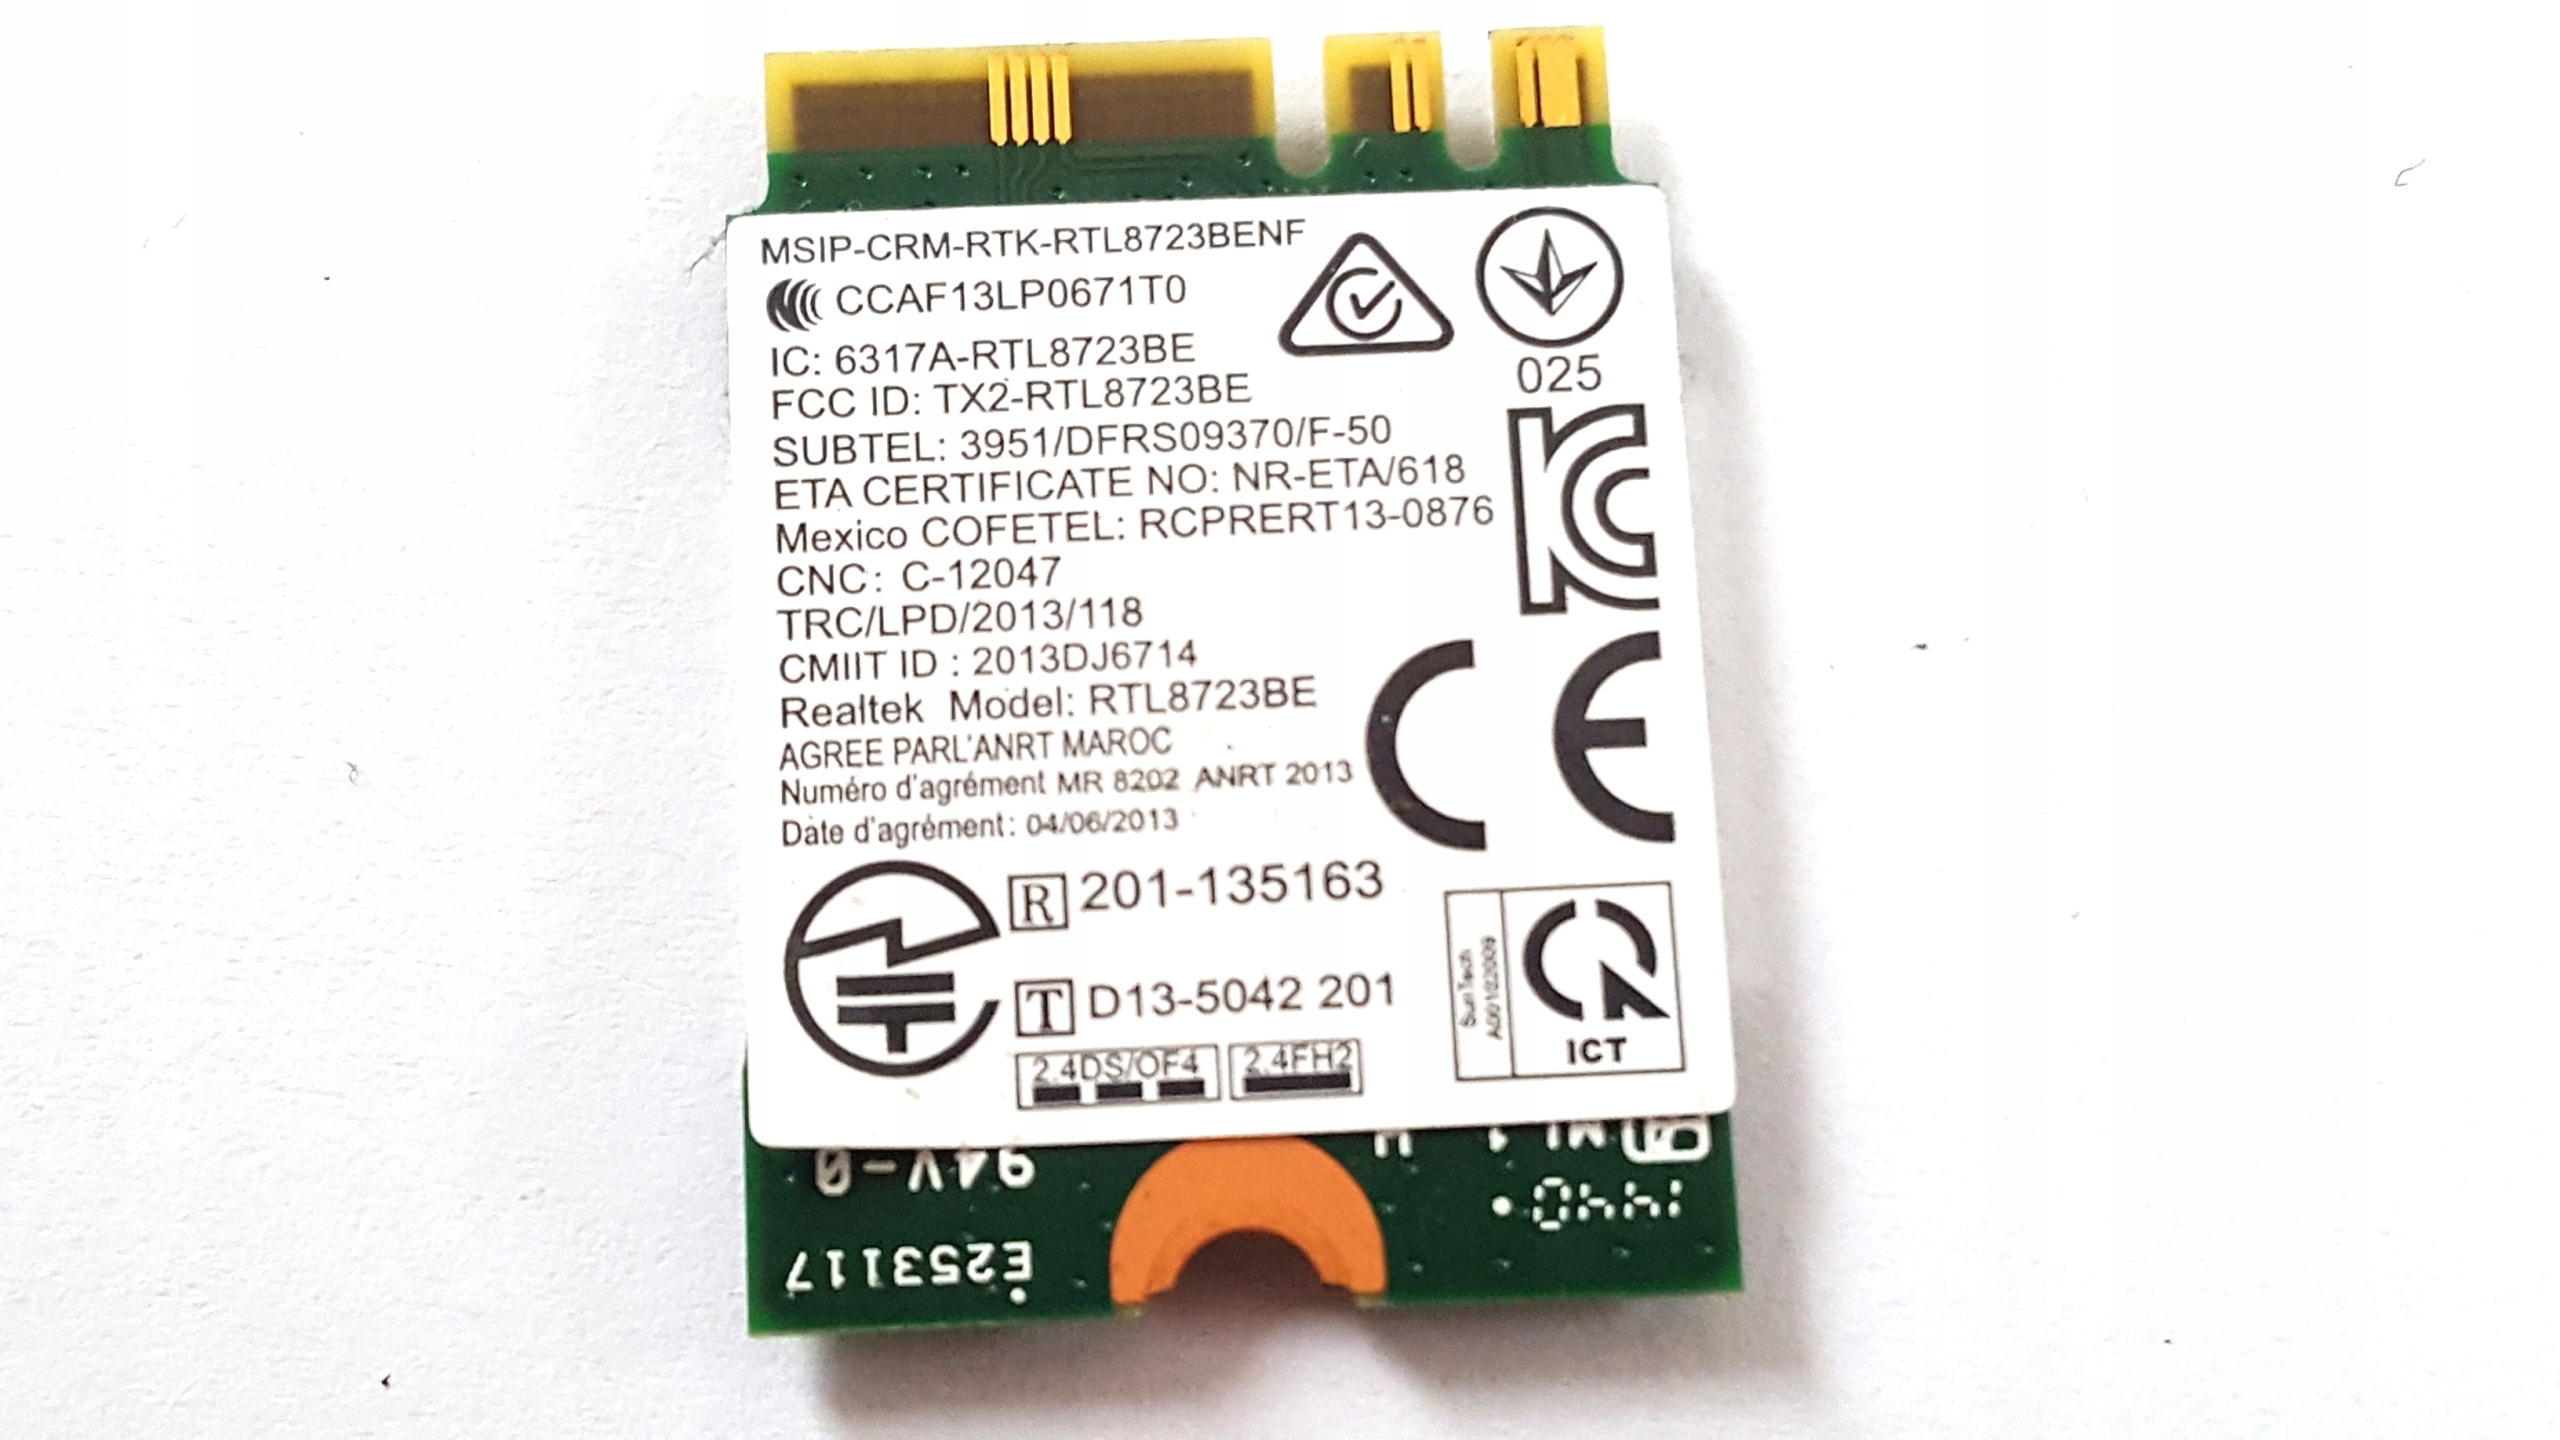 MSIP-CRM-RTK-RTL8723BENF
CCAF13LP0671T0
IC: 6317A-RTL8723BE
FCC ID: TX2-RTL8723BE
025
SUBTEL: 3951/DFRS09370/F-50
ETA CERTIFICATE NO: NR-ETA/618
Mexico COFETEL: RCPRERT13-0876
CNC: C-12047
TRC/LPD/2013/118
CMIIT ID : 2013DJ6714
Realtek Model: RTL8723BE
AGREE PARL'ANRT MAROC
Numéro d'agrément MR 8202 ANRT 2013
Date d'agrément: 04/06/2013
CE
R 201-135163
T D13-5042 201
2.4DS/OF4 2.4FH2
SunTech
A001022009
ICT
94V-0
1440
E253117